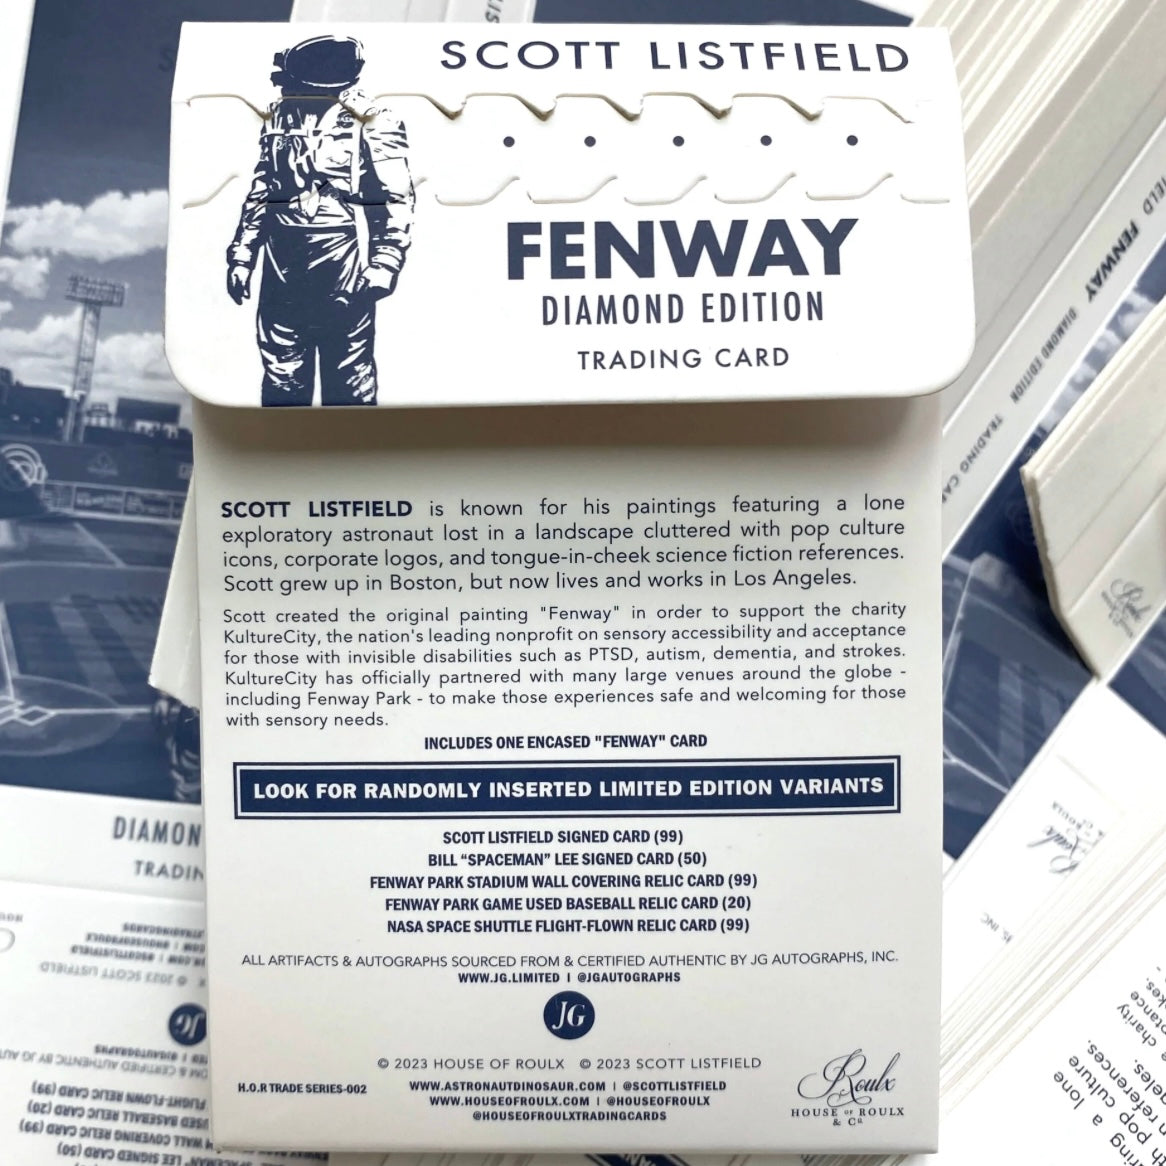 SCOTT LISTFIELD
FENWAY
DIAMOND EDITION
TRADING CARD
SCOTT LISTFIELD is known for his paintings featuring a lone
exploratory astronaut lost in a landscape cluttered with pop culture
icons, corporate logos, and tongue-in-cheek science fiction references.
Scott grew up in Boston, but now lives and works in Los Angeles.
Scott created the original painting "Fenway" in order to support the charity
KultureCity, the nation's leading nonprofit on sensory accessibility and acceptance
for those with invisible disabilities such as PTSD, autism, dementia, and strokes.
KultureCity has officially partnered with many large venues around the globe -
including Fenway Park - to make those experiences safe and welcoming for those
with sensory needs.
INCLUDES ONE ENCASED "FENWAY" CARD
LOOK FOR RANDOMLY INSERTED LIMITED EDITION VARIANTS
SCOTT LISTFIELD SIGNED CARD (99)
BILL “SPACEMAN” LEE SIGNED CARD (50)
FENWAY PARK STADIUM WALL COVERING RELIC CARD (99)
FENWAY PARK GAME USED BASEBALL RELIC CARD (20)
NASA SPACE SHUTTLE FLIGHT-FLOWN RELIC CARD (99)
ALL ARTIFACTS & AUTOGRAPHS SOURCED FROM & CERTIFIED AUTHENTIC BY JG AUTOGRAPHS, INC.
WWW.JG.LIMITED | @JGAUTOGRAPHS
JG
© 2023 HOUSE OF ROULX © 2023 SCOTT LISTFIELD
H.O.R TRADE SERIES-002
WWW.ASTRONAUTDINOSAUR.COM | @SCOTTLISTFIELD
WWW.HOUSEOFROULX.COM | @HOUSEOFROULX
@HOUSEOFROULXTRADINGCARDS
Roulx
HOUSE OF ROULX
& Co.
FENWAY DIAMOND EDITION TRADING
DIAMON
TRADIN